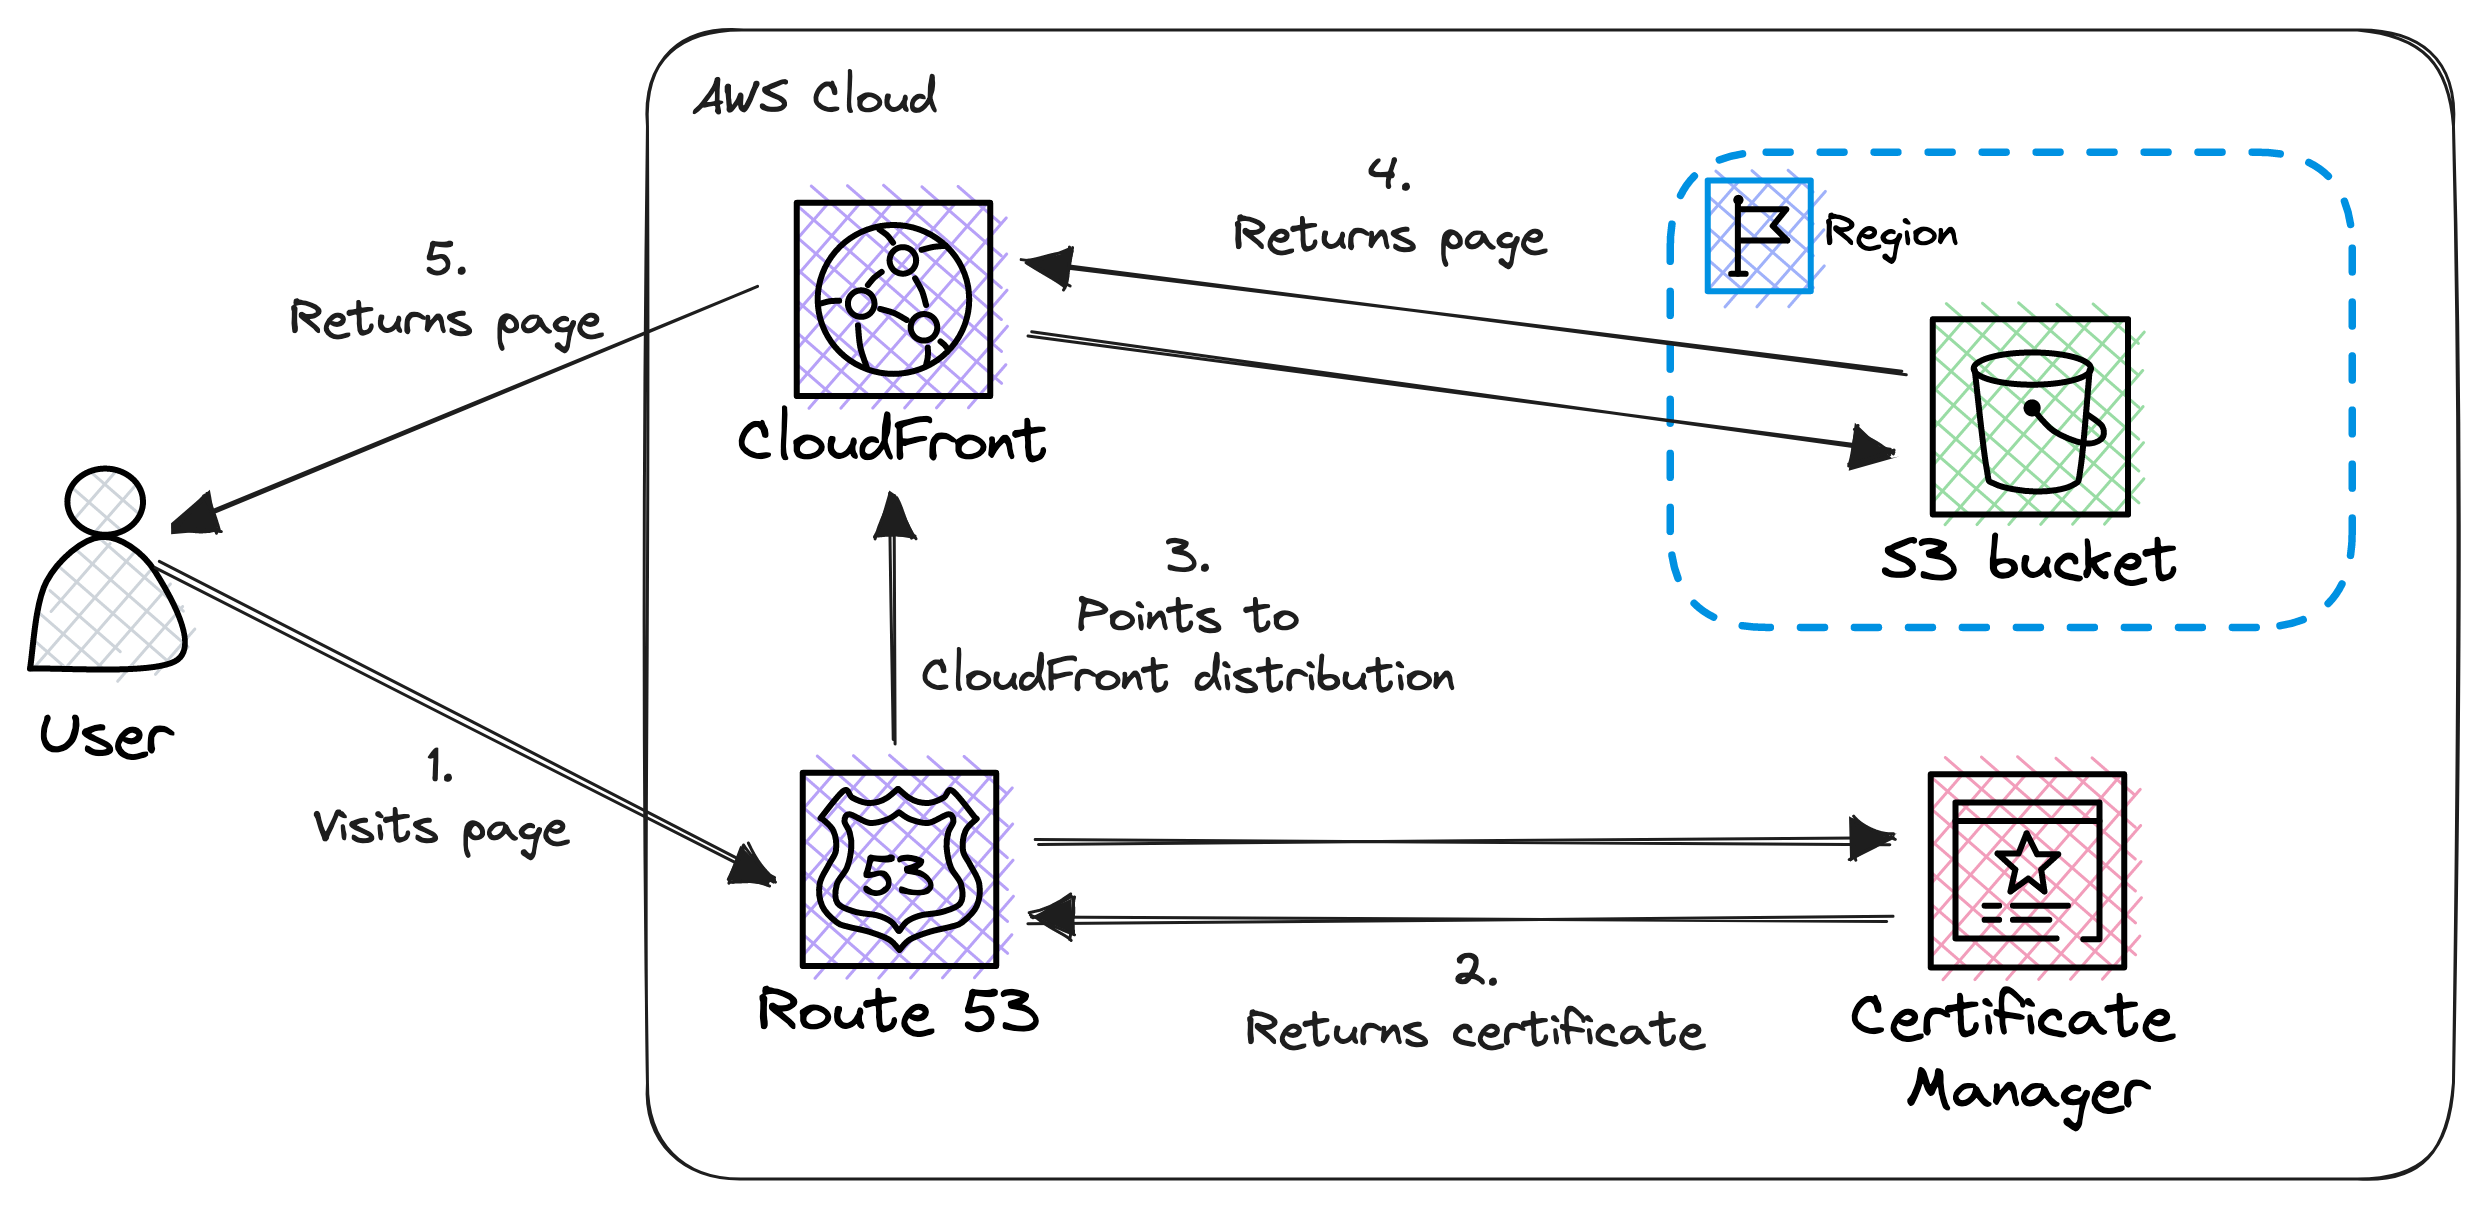 AWS Cloud
4.
Returns page
Region
5.
Returns page
CloudFront
S3 bucket
3.
Points to
CloudFront distribution
User
1.
Visits page
53
Route 53
2.
Returns certificate
Certificate
Manager